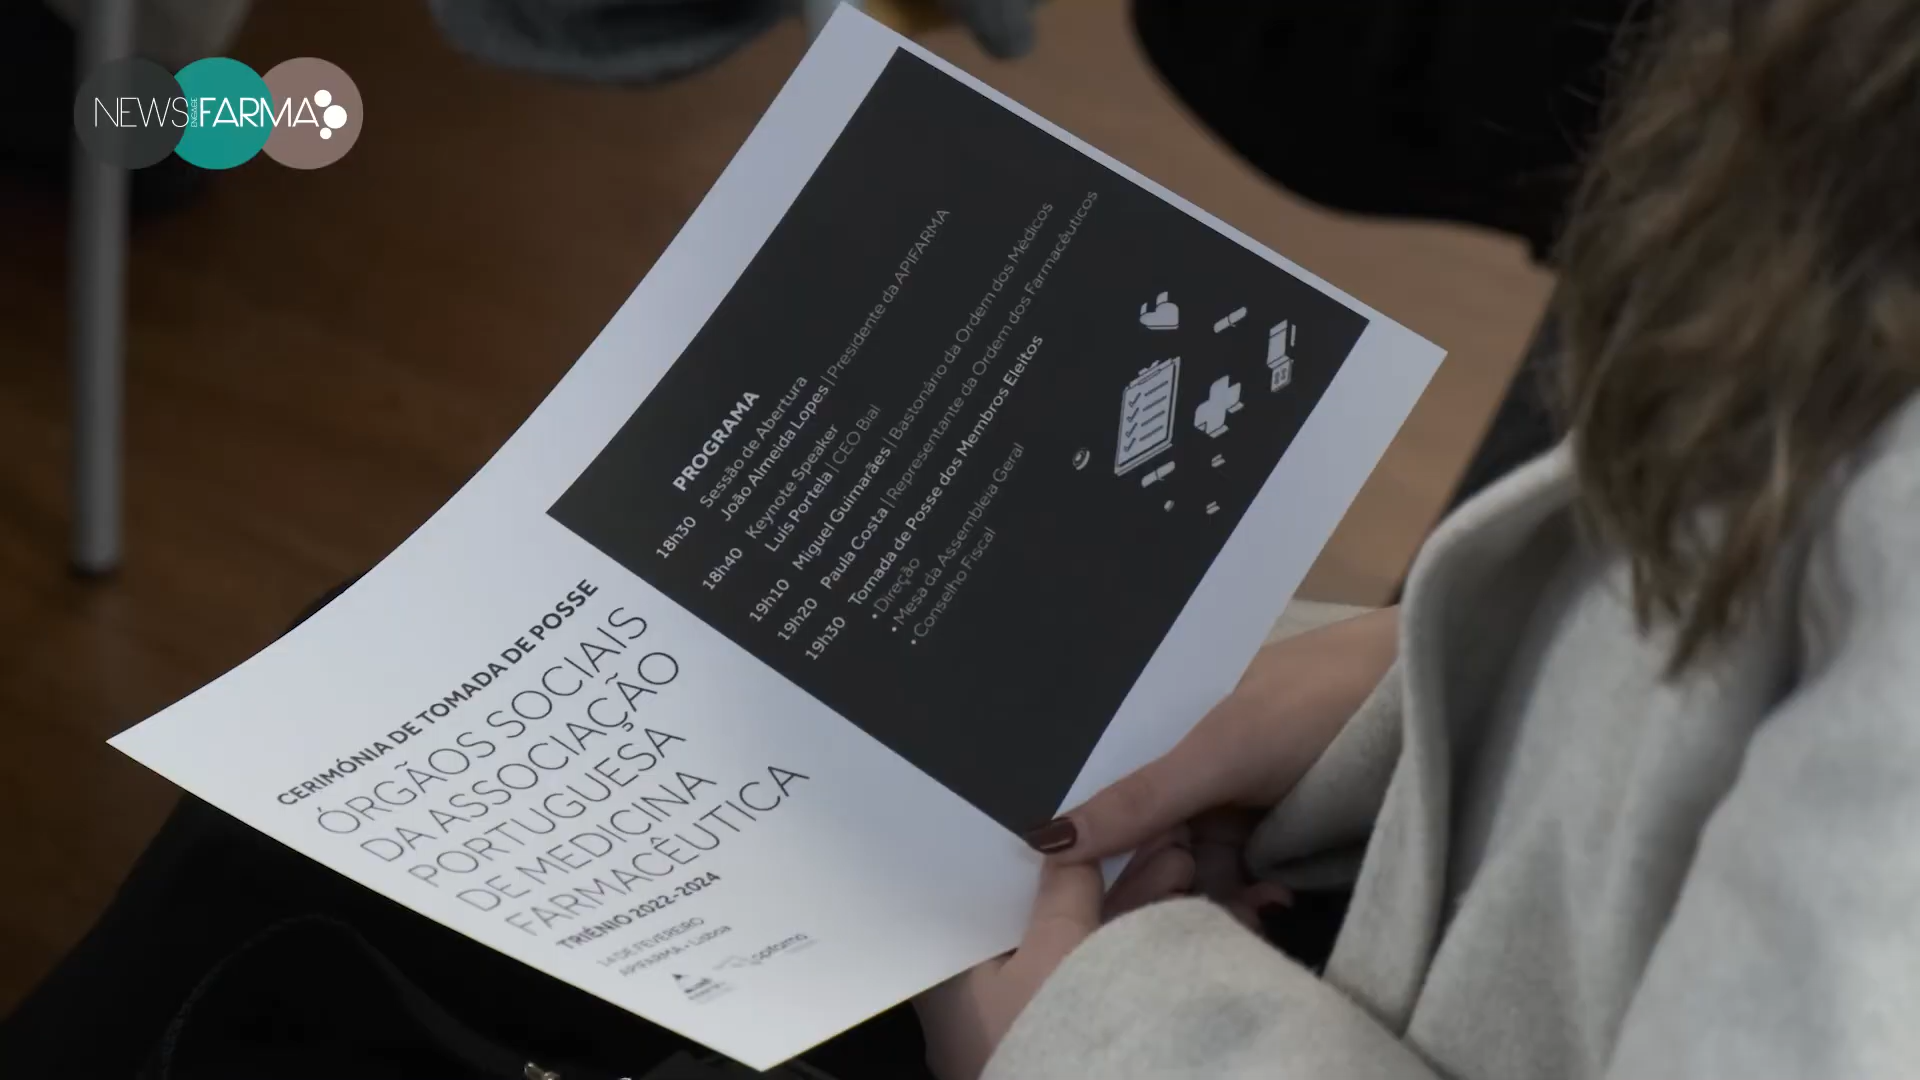 NEWS ENGAGE FARMA
CERIMÓNIA DE TOMADA DE POSSE
ÓRGÃOS SOCIAIS
DA ASSOCIAÇÃO
PORTUGUESA
DE MEDICINA
FARMACÊUTICA
TRIÉNIO 2022-2024
14 DE FEVEREIRO
APIFARMA - Lisboa
apifarma
PROGRAMA
18h30 Sessão de Abertura
João Almeida Lopes | Presidente da APIFARMA
18h40 Keynote Speaker
Luís Portela | CEO Bial
19h10 Miguel Guimarães | Bastonário da Ordem dos Médicos
19h20 Paula Costa | Representante da Ordem dos Farmacêuticos
19h30 Tomada de Posse dos Membros Eleitos
• Direção
• Mesa da Assembleia Geral
• Conselho Fiscal